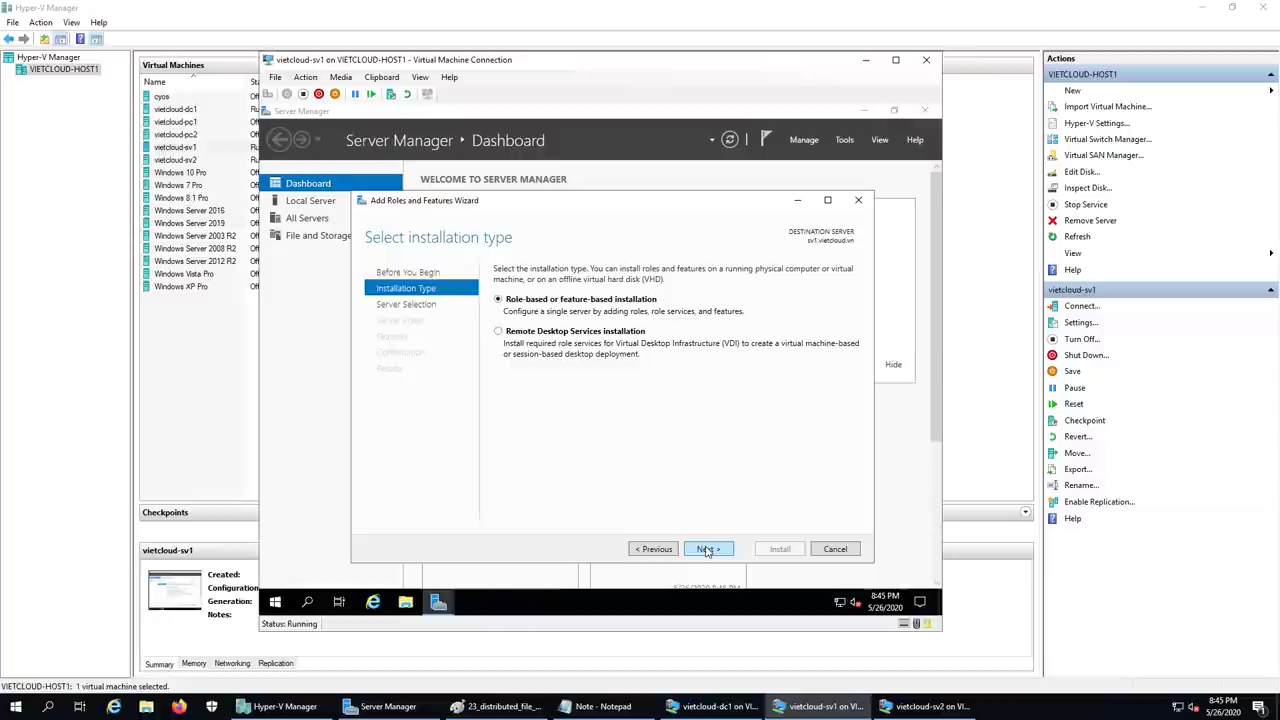 Hyper-V Manager
File Action View Help
Hyper-V Manager
VIETCLOUD-HOST1
Virtual Machines
Name
cyos
vietcloud-dc1
vietcloud-pc1
vietcloud-pc2
vietcloud-sv1
vietcloud-sv2
Windows 10 Pro
Windows 7 Pro
Windows 8.1 Pro
Windows Server 2016
Windows Server 2019
Windows Server 2003 R2
Windows Server 2008 R2
Windows Server 2012 R2
Windows Vista Pro
Windows XP Pro
Checkpoints
vietcloud-sv1
Created:
Generation:
Notes:
Summary Memory Networking Replication
VIETCLOUD-HOST1: 1 virtual machine selected.
vietcloud-sv1 on VIETCLOUD-HOST1 - Virtual Machine Connection
File Action Media Clipboard View Help
Server Manager
Server Manager Dashboard
Manage Tools View Help
Dashboard
Local Server
All Servers
File and Storage
WELCOME TO SERVER MANAGER
Hide
Add Roles and Features Wizard
Select installation type
DESTINATION SERVER
sv1.vietcloud.vn
Before You Begin
Installation Type
Server Selection
Server Roles
Features
Confirmation
Results
Select the installation type. You can install roles and features on a running physical computer or virtual
machine, or on an offline virtual hard disk (VHD).
Role-based or feature-based installation
Configure a single server by adding roles, role services, and features.
Remote Desktop Services installation
Install required role services for Virtual Desktop Infrastructure (VDI) to create a virtual machine-based
or session-based desktop deployment.
< Previous Next > Install Cancel
8:45 PM
5/26/2020
Status: Running
Actions
VIETCLOUD-HOST1
New
Import Virtual Machine...
Hyper-V Settings...
Virtual Switch Manager...
Virtual SAN Manager...
Edit Disk...
Inspect Disk...
Stop Service
Remove Server
Refresh
View
Help
vietcloud-sv1
Connect...
Settings...
Turn Off...
Shut Down...
Save
Pause
Reset
Checkpoint
Revert...
Move...
Export...
Rename...
Enable Replication...
Help
Hyper-V Manager Server Manager 23_distributed_file_... Note - Notepad vietcloud-dc1 on VI... vietcloud-sv1 on VI... vietcloud-sv2 on VI...
8:45 PM
5/26/2020